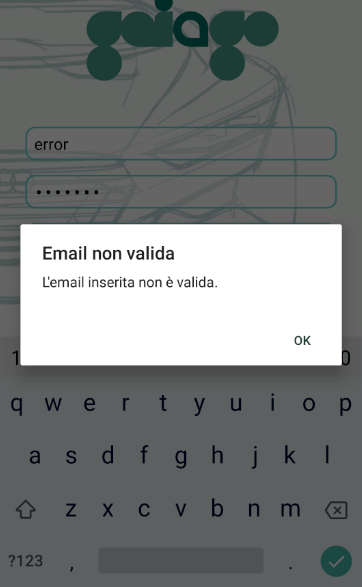 gaiago
error
•••••••
Email non valida
L'email inserita non è valida.
OK
1 0
q w e r t y u i o p
a s d f g h j k l
z x c v b n m
?123 , .